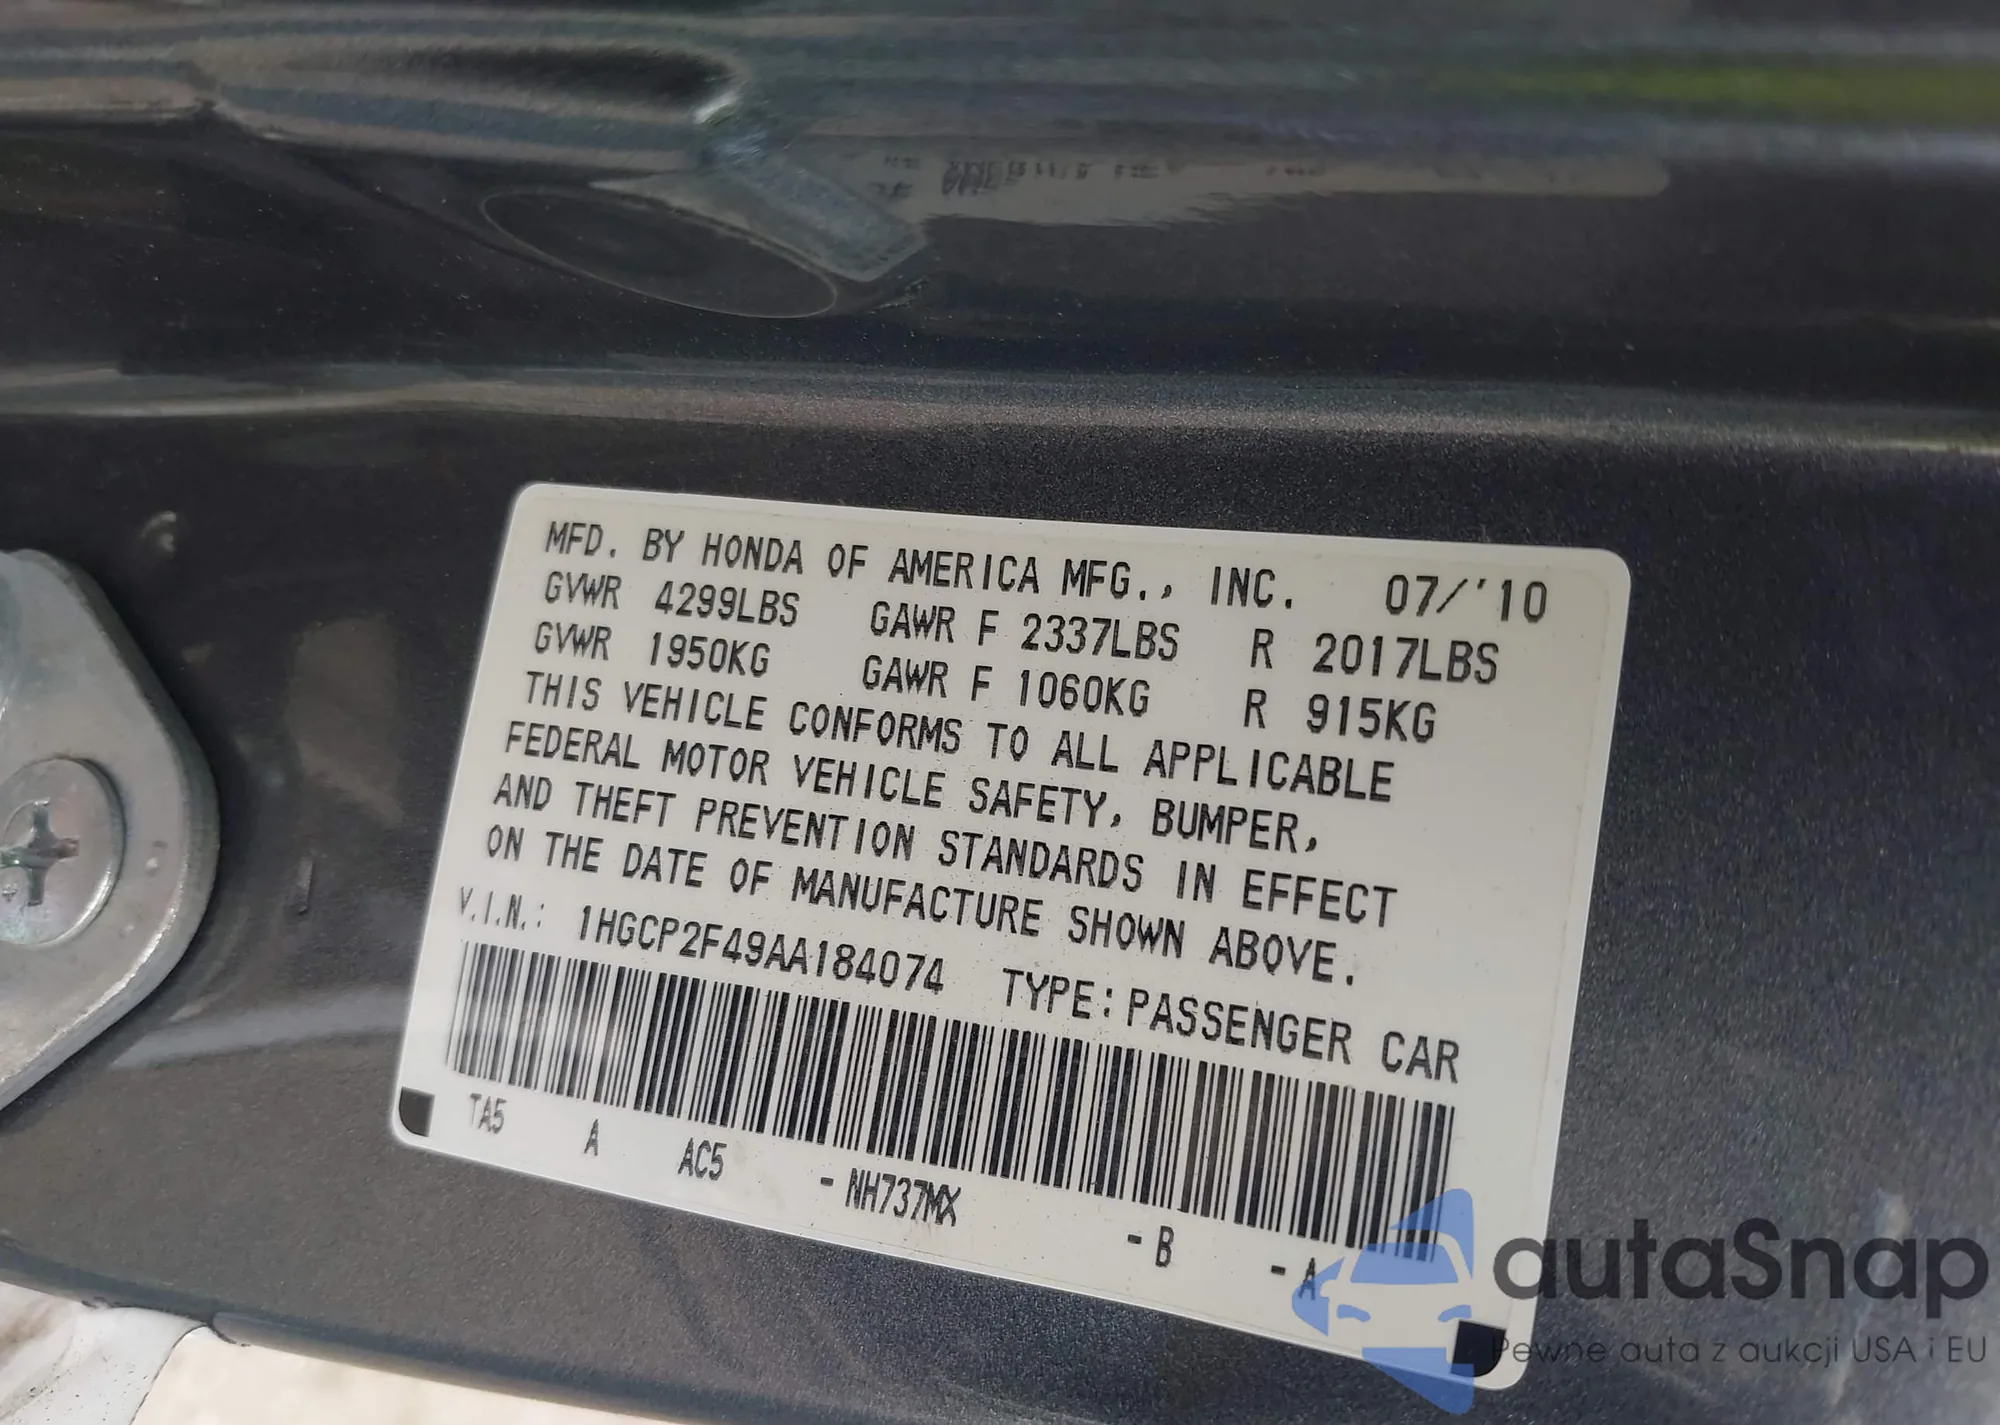 MFD. BY HONDA OF AMERICA MFG., INC. 07/'10
GVWR 4299LBS GAWR F 2337LBS R 2017LBS
GVWR 1950KG GAWR F 1060KG R 915KG
THIS VEHICLE CONFORMS TO ALL APPLICABLE
FEDERAL MOTOR VEHICLE SAFETY, BUMPER,
AND THEFT PREVENTION STANDARDS IN EFFECT
ON THE DATE OF MANUFACTURE SHOWN ABOVE.
V.I.N.: 1HGCP2F49AA184074 TYPE: PASSENGER CAR
TA5 A AC5 - NH737MX - B - A
autaSnap
Pewne auta z aukcji USA i EU